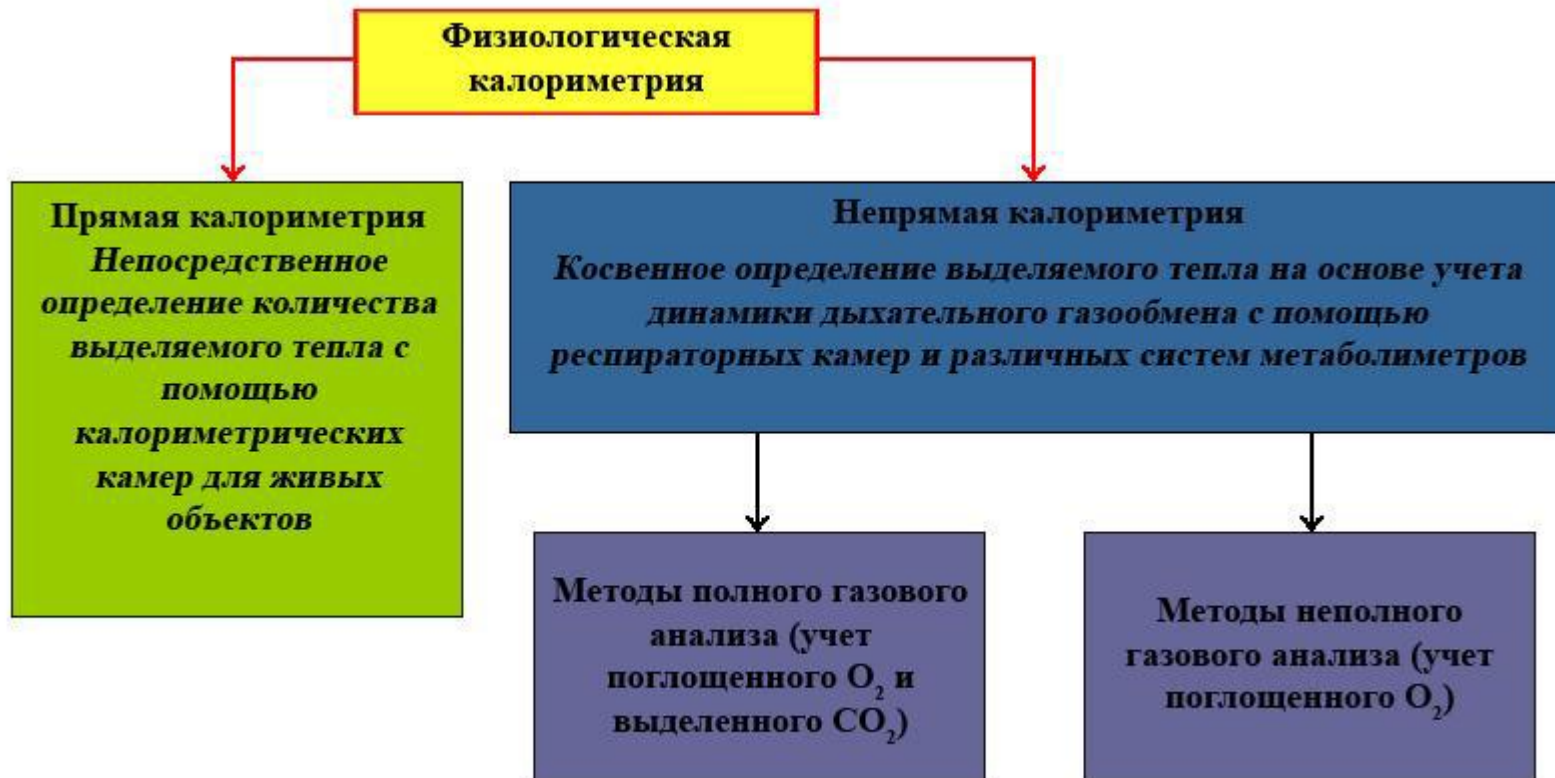 Физиологическая
калориметрия
Прямая калориметрия
Непосредственное
определение количества
выделяемого тепла с
помощью
калориметрических
камер для живых
объектов
Непрямая калориметрия
Косвенное определение выделяемого тепла на основе учета
динамики дыхательного газообмена с помощью
респираторных камер и различных систем метаболиметров
Методы полного газового
анализа (учет
поглощенного O₂ и
выделенного CO₂)
Методы неполного
газового анализа (учет
поглощенного O₂)